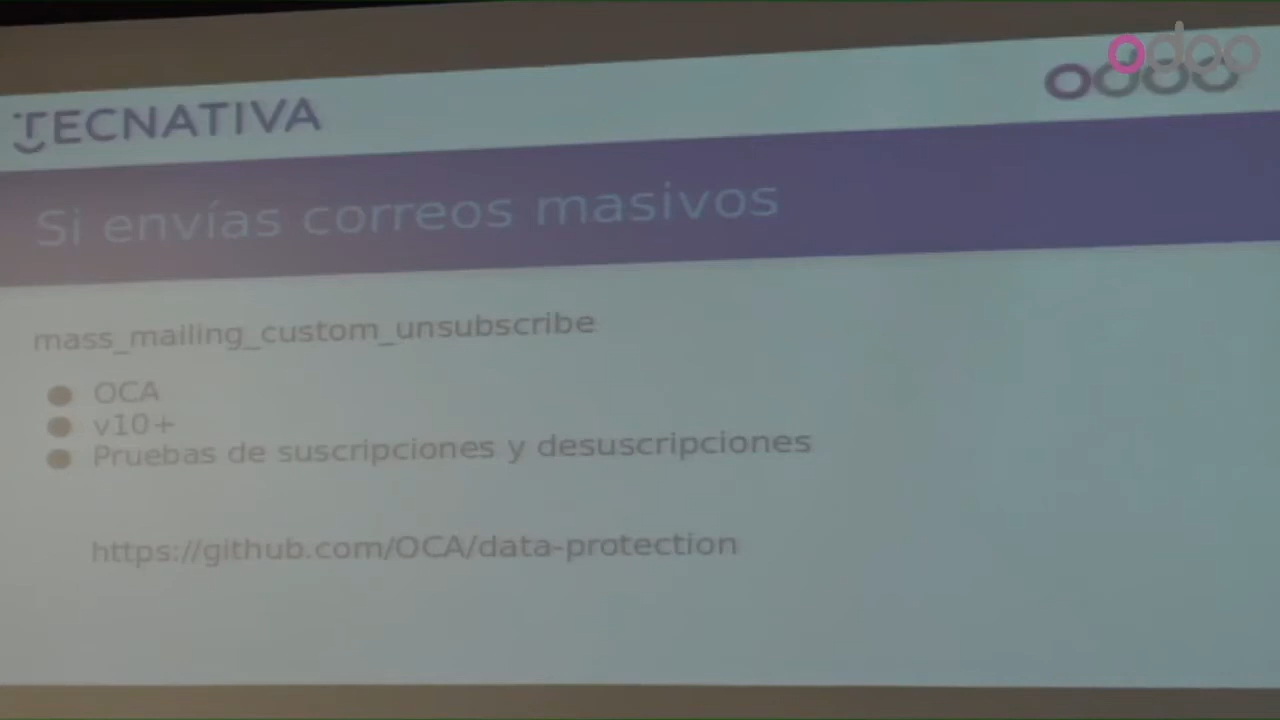 TECNATIVA
odoo
odoo
Si envías correos masivos
mass_mailing_custom_unsubscribe
● OCA
● v10+
● Pruebas de suscripciones y desuscripciones
https://github.com/OCA/data-protection